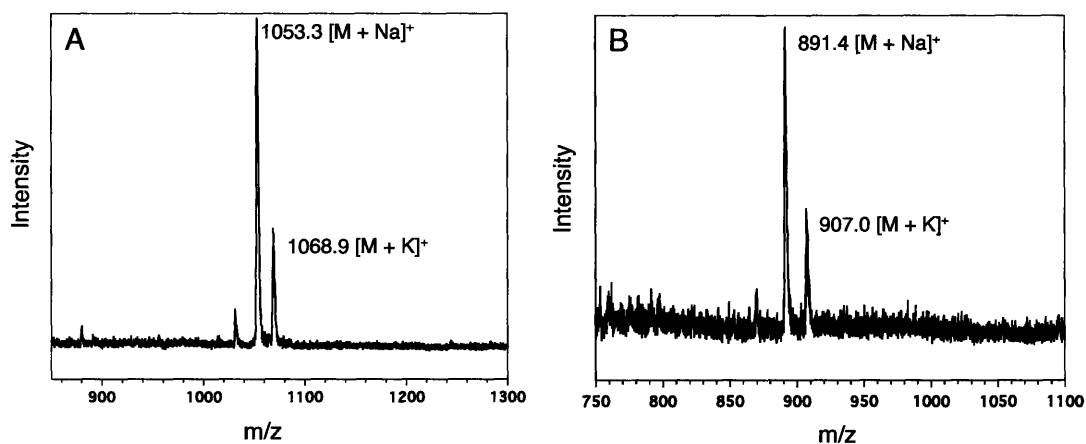 A
1053.3 [M + Na]⁺
1068.9 [M + K]⁺
Intensity
900 1000 1100 1200 1300
m/z
B
891.4 [M + Na]⁺
907.0 [M + K]⁺
Intensity
750 800 850 900 950 1000 1050 1100
m/z